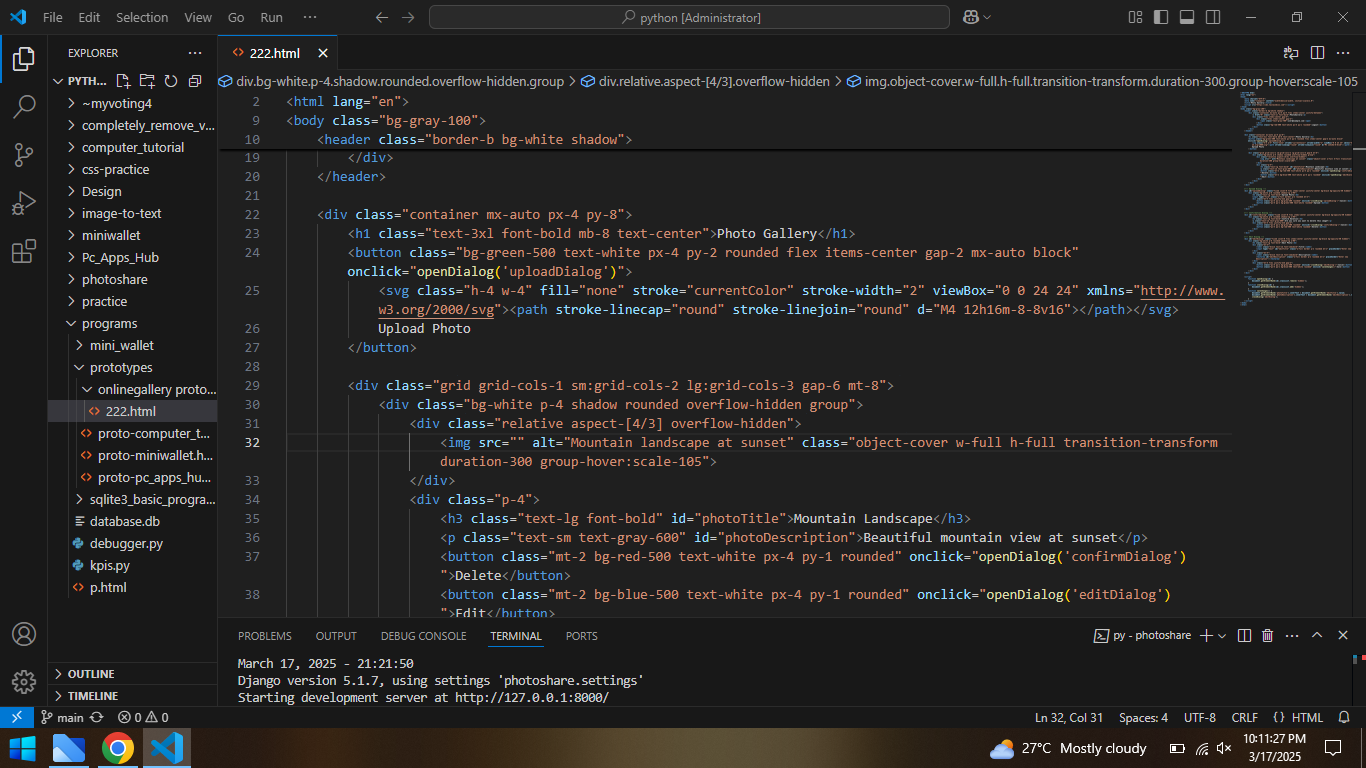 File Edit Selection View Go Run ···
python [Administrator]
EXPLORER ···
222.html
PYTH...
div.bg-white.p-4.shadow.rounded.overflow-hidden.group > div.relative.aspect-[4/3].overflow-hidden > img.object-cover.w-full.h-full.transition-transform.duration-300.group-hover:scale-105
~myvoting4
completely_remove_v...
computer_tutorial
css-practice
Design
image-to-text
miniwallet
Pc_Apps_Hub
photoshare
practice
programs
mini_wallet
prototypes
onlinegallery proto...
222.html
proto-computer_t...
proto-miniwallet.h...
proto-pc_apps_hu...
sqlite3_basic_progra...
database.db
debugger.py
kpis.py
p.html
OUTLINE
TIMELINE
2 <html lang="en">
9 <body class="bg-gray-100">
10 <header class="border-b bg-white shadow">
19 </div>
20 </header>
21
22 <div class="container mx-auto px-4 py-8">
23 <h1 class="text-3xl font-bold mb-8 text-center">Photo Gallery</h1>
24 <button class="bg-green-500 text-white px-4 py-2 rounded flex items-center gap-2 mx-auto block"
onclick="openDialog('uploadDialog')">
25 <svg class="h-4 w-4" fill="none" stroke="currentColor" stroke-width="2" viewBox="0 0 24 24" xmlns="http://www.
w3.org/2000/svg"><path stroke-linecap="round" stroke-linejoin="round" d="M4 12h16m-8-8v16"></path></svg>
26 Upload Photo
27 </button>
28
29 <div class="grid grid-cols-1 sm:grid-cols-2 lg:grid-cols-3 gap-6 mt-8">
30 <div class="bg-white p-4 shadow rounded overflow-hidden group">
31 <div class="relative aspect-[4/3] overflow-hidden">
32 <img src="" alt="Mountain landscape at sunset" class="object-cover w-full h-full transition-transform
duration-300 group-hover:scale-105">
33 </div>
34 <div class="p-4">
35 <h3 class="text-lg font-bold" id="photoTitle">Mountain Landscape</h3>
36 <p class="text-sm text-gray-600" id="photoDescription">Beautiful mountain view at sunset</p>
37 <button class="mt-2 bg-red-500 text-white px-4 py-1 rounded" onclick="openDialog('confirmDialog')
">Delete</button>
38 <button class="mt-2 bg-blue-500 text-white px-4 py-1 rounded" onclick="openDialog('editDialog')
">Edit</button>
PROBLEMS OUTPUT DEBUG CONSOLE TERMINAL PORTS
py - photoshare
March 17, 2025 - 21:21:50
Django version 5.1.7, using settings 'photoshare.settings'
Starting development server at http://127.0.0.1:8000/
main 0 0
Ln 32, Col 31 Spaces: 4 UTF-8 CRLF {} HTML
27°C Mostly cloudy
10:11:27 PM
3/17/2025